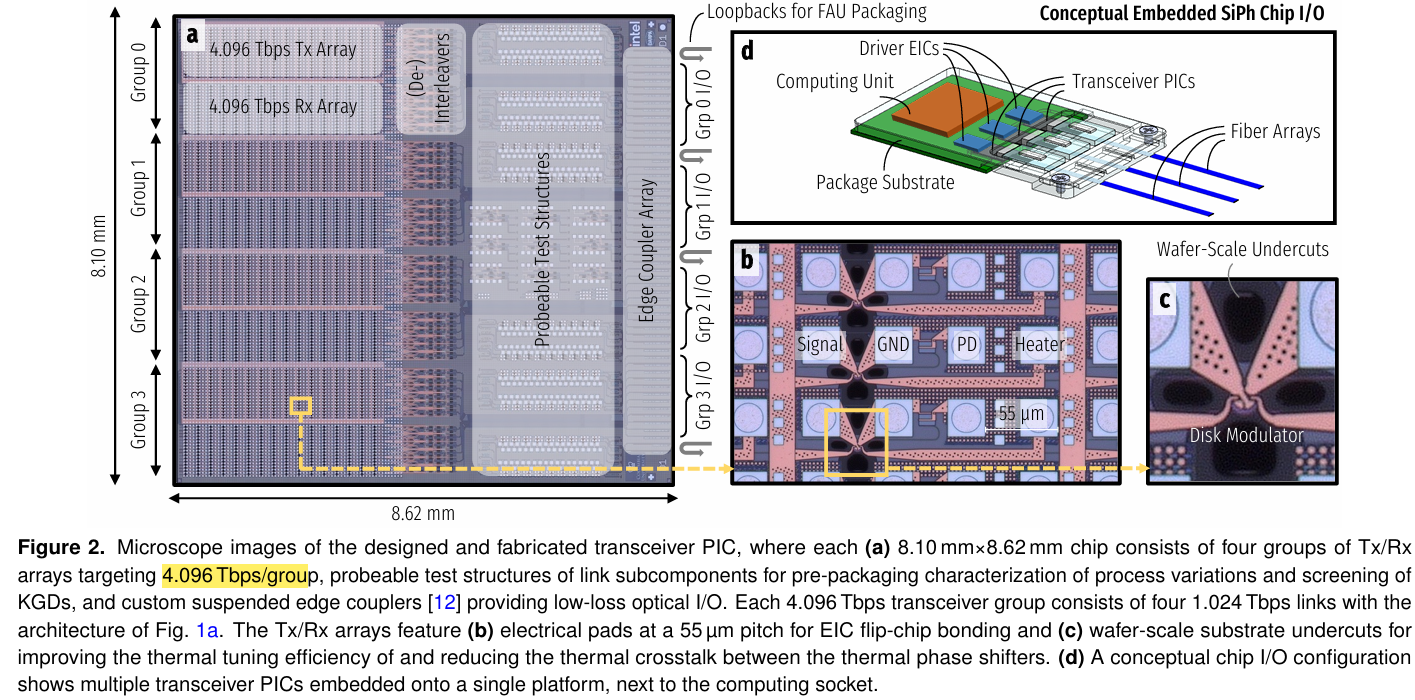 Loopbacks for FAU Packaging
Conceptual Embedded SiPh Chip I/O
a
intel
4.096 Tbps Tx Array
4.096 Tbps Rx Array
(De-)
Interleavers
Probeable Test Structures
Edge Coupler Array
Group 0
Group 1
Group 2
Group 3
8.10 mm
8.62 mm
Grp 0 I/O
Grp 1 I/O
Grp 2 I/O
Grp 3 I/O
d
Driver EICs
Computing Unit
Transceiver PICs
Fiber Arrays
Package Substrate
b
Signal
GND
PD
Heater
55 µm
Wafer-Scale Undercuts
c
Disk Modulator
Figure 2. Microscope images of the designed and fabricated transceiver PIC, where each (a) 8.10 mm×8.62 mm chip consists of four groups of Tx/Rx
arrays targeting 4.096 Tbps/group, probeable test structures of link subcomponents for pre-packaging characterization of process variations and screening of
KGDs, and custom suspended edge couplers [12] providing low-loss optical I/O. Each 4.096 Tbps transceiver group consists of four 1.024 Tbps links with the
architecture of Fig. 1a. The Tx/Rx arrays feature (b) electrical pads at a 55 µm pitch for EIC flip-chip bonding and (c) wafer-scale substrate undercuts for
improving the thermal tuning efficiency of and reducing the thermal crosstalk between the thermal phase shifters. (d) A conceptual chip I/O configuration
shows multiple transceiver PICs embedded onto a single platform, next to the computing socket.